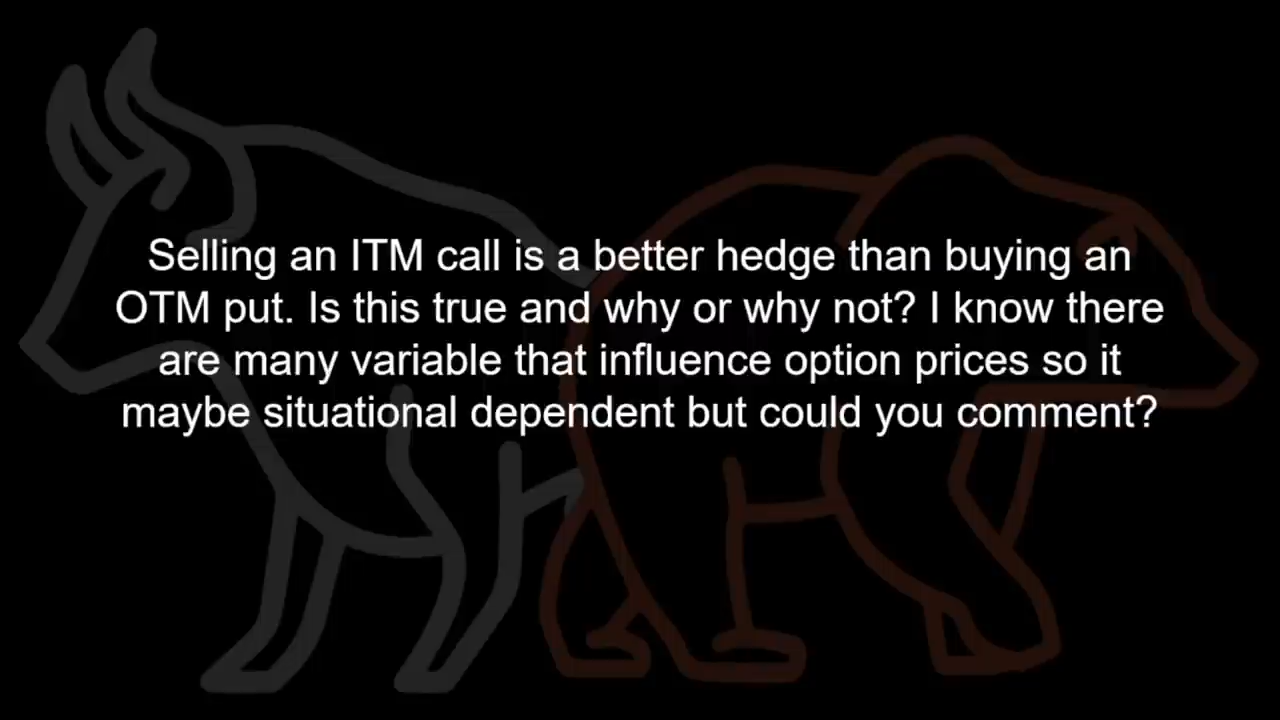 Selling an ITM call is a better hedge than buying an
OTM put. Is this true and why or why not? I know there
are many variable that influence option prices so it
maybe situational dependent but could you comment?